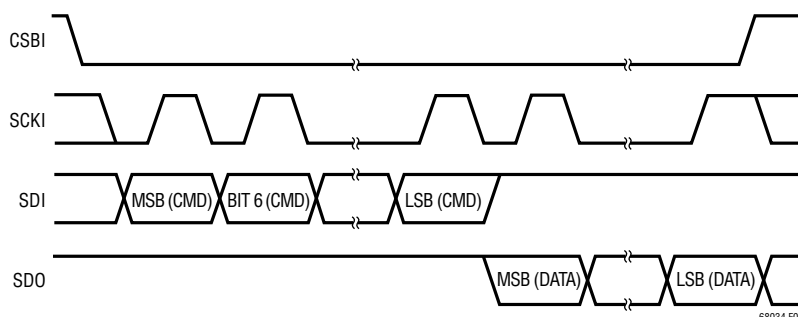 CSBI
SCKI
SDI
MSB (CMD) BIT 6 (CMD) LSB (CMD)
SDO
MSB (DATA) LSB (DATA)